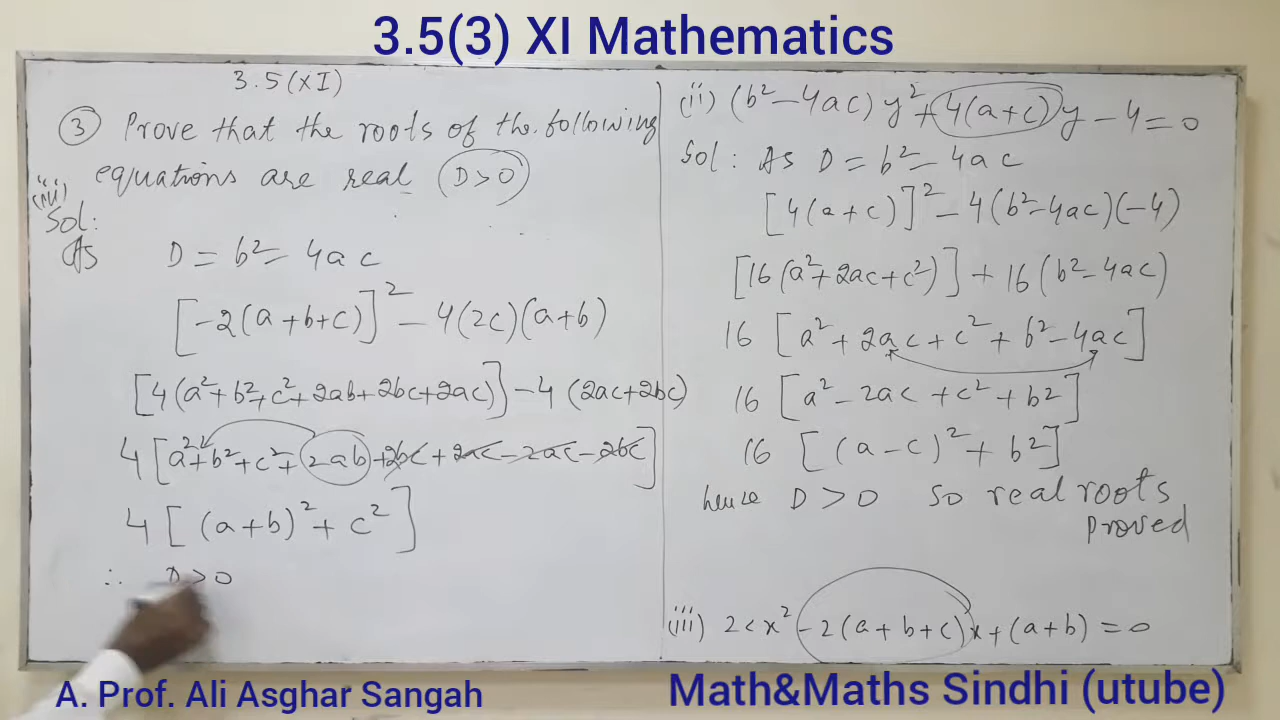 3.5(3) XI Mathematics
3.5(XI)
③ Prove that the roots of the following
equations are real (D>0)
(iii)
Sol:
As D = b² - 4ac
[-2(a+b+c)]² - 4(2c)(a+b)
[4(a²+b²+c²+2ab+2bc+2ac)] - 4 (2ac+2bc)
4[a²+b²+c²+2ab+2bc+2ac-2ac-2bc]
4[(a+b)²+c²]
∴ D>0
(ii) (b²-4ac)y²+4(a+c)y-4=0
Sol: As D = b²-4ac
[4(a+c)]²-4(b²-4ac)(-4)
[16(a²+2ac+c²)]+16(b²-4ac)
16 [a²+2ac+c²+b²-4ac]
16 [a²-2ac+c²+b²]
16 [(a-c)²+b²]
hence D>0 so real roots
Proved
(iii) 2cx²-2(a+b+c)x+(a+b)=0
A. Prof. Ali Asghar Sangah
Math&Maths Sindhi (utube)